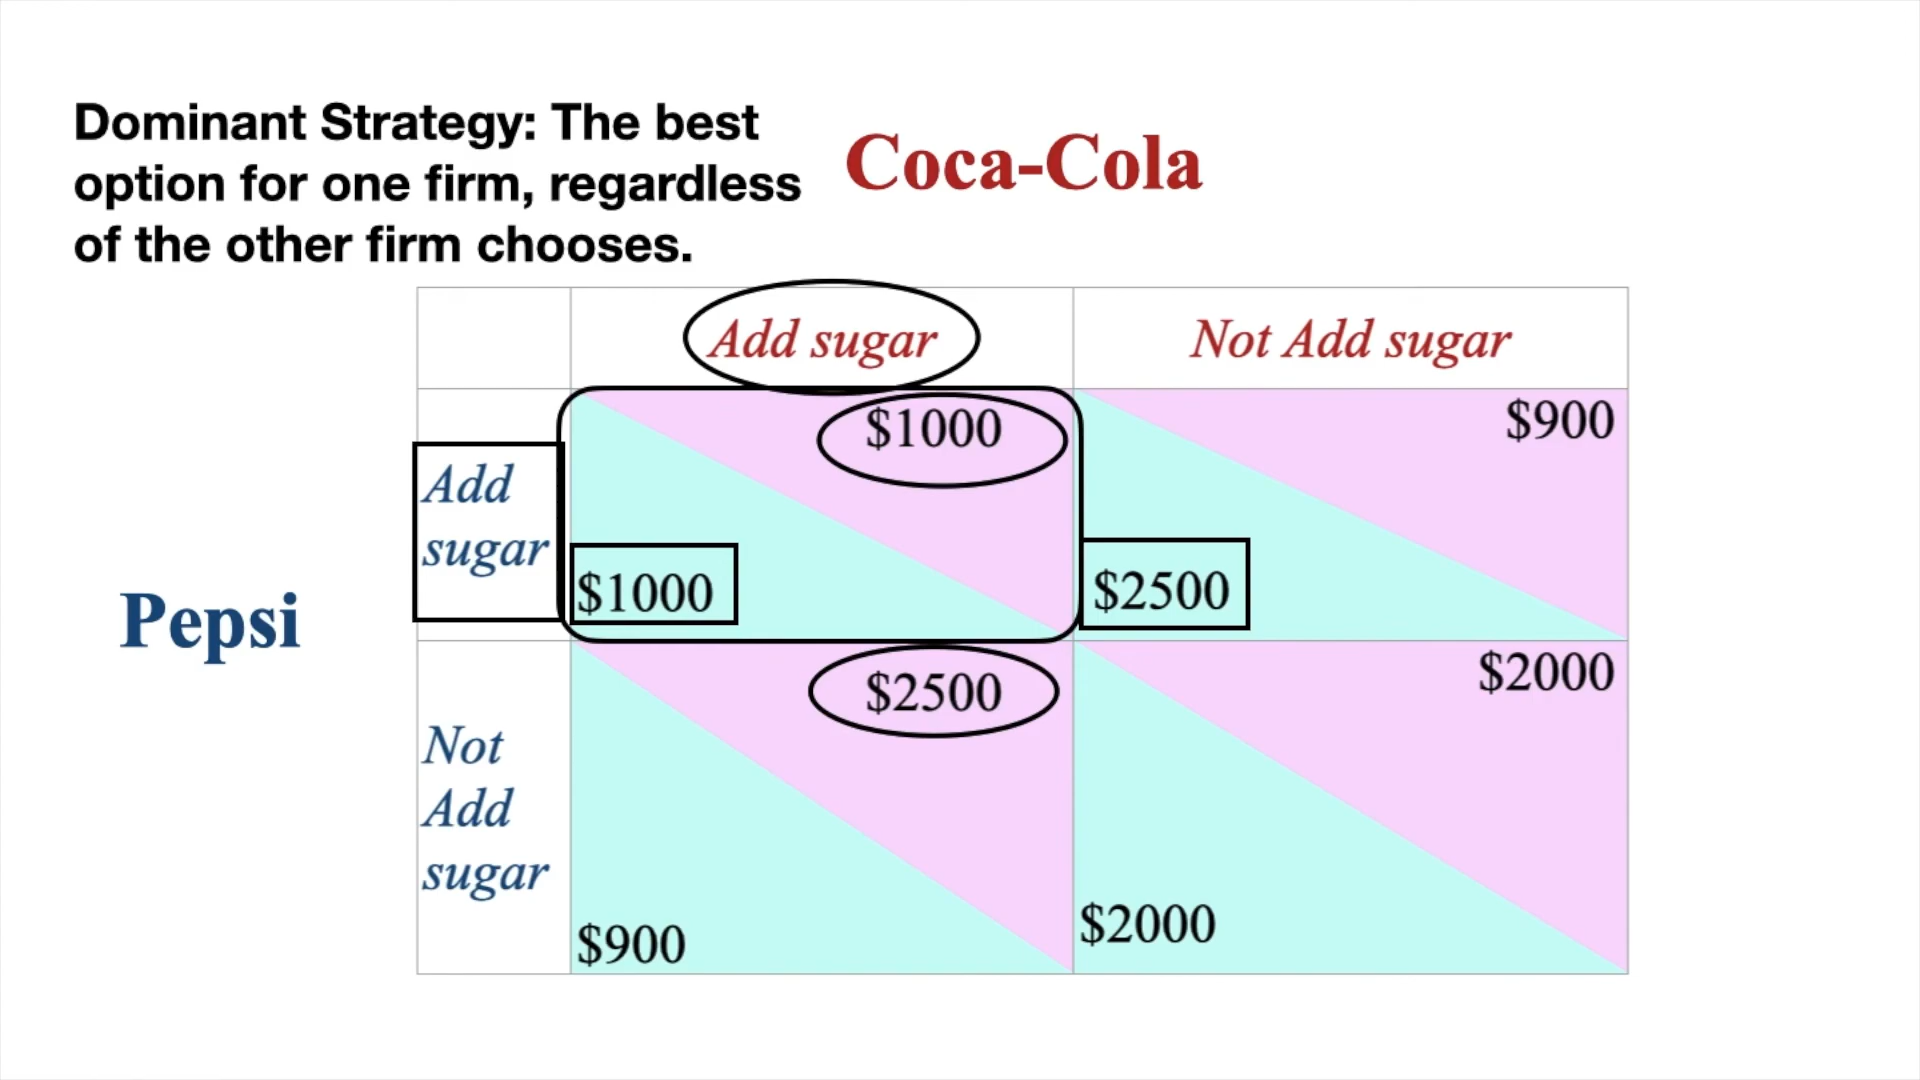 Dominant Strategy: The best
option for one firm, regardless
of the other firm chooses.
Coca-Cola
Add sugar
Not Add sugar
Pepsi
Add
sugar
$1000
$1000
$900
$2500
Not
Add
sugar
$2500
$900
$2000
$2000